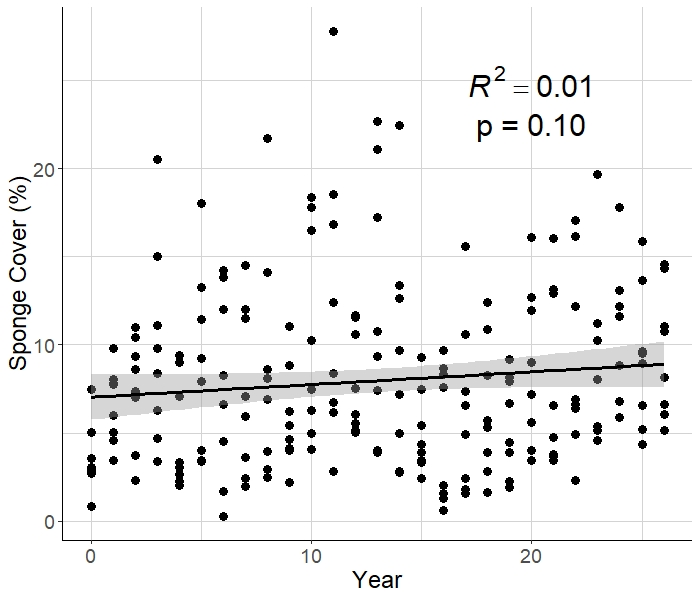 R² = 0.01
p = 0.10
Sponge Cover (%)
20
10
0
0 10 20
Year